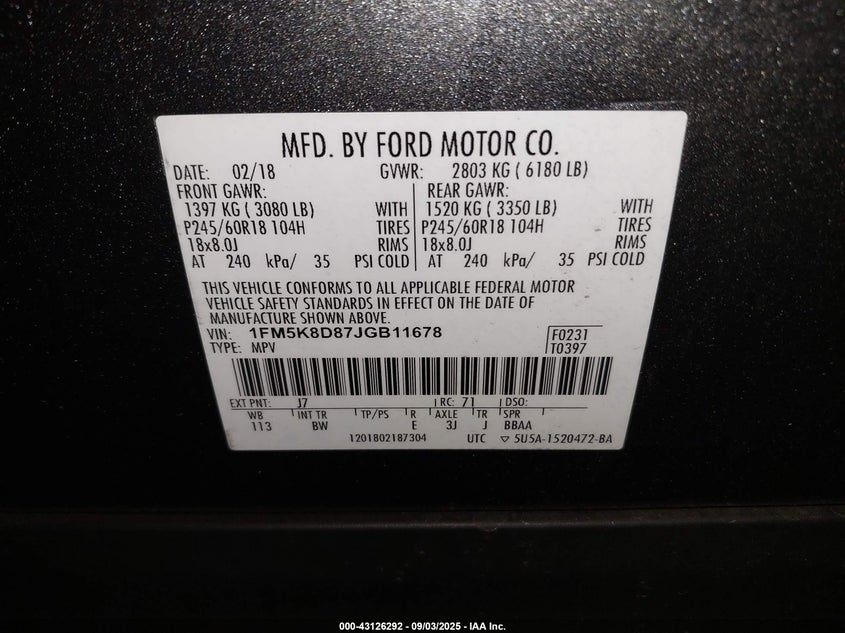 MFD. BY FORD MOTOR CO.
DATE: 02/18 GVWR: 2803 KG ( 6180 LB)
FRONT GAWR: REAR GAWR:
1397 KG ( 3080 LB) WITH 1520 KG ( 3350 LB) WITH
P245/60R18 104H TIRES P245/60R18 104H TIRES
18x8.0J RIMS 18x8.0J RIMS
AT 240 kPa/ 35 PSI COLD AT 240 kPa/ 35 PSI COLD
THIS VEHICLE CONFORMS TO ALL APPLICABLE FEDERAL MOTOR
VEHICLE SAFETY STANDARDS IN EFFECT ON THE DATE OF
MANUFACTURE SHOWN ABOVE.
VIN: 1FM5K8D87JGB11678 F0231
TYPE: MPV T0397
EXT PNT: J7 RC: 71 DSO:
WB INT TR TP/PS R AXLE TR SPR
113 BW E 3J J BBAA
1201802187304 UTC ▽ 5U5A-1520472-BA
000-43126292 - 09/03/2025 - IAA Inc.